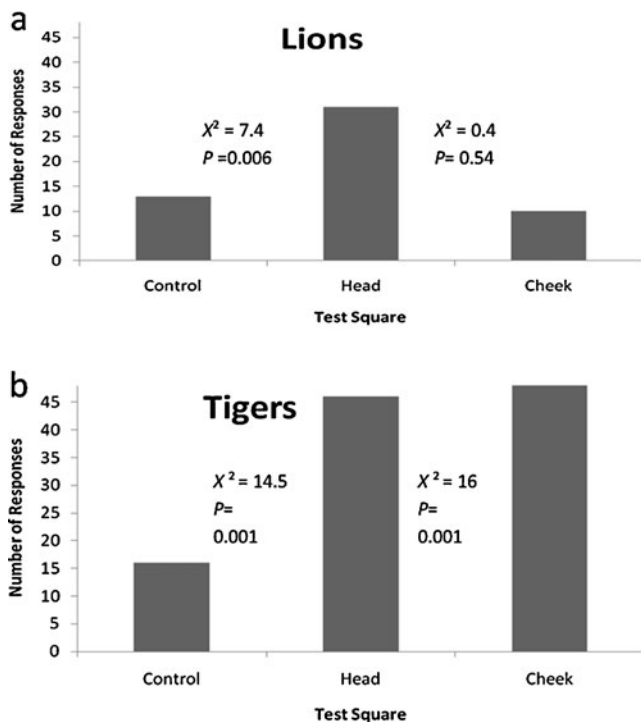 a
Lions
Number of Responses
45
40
35
30
25
20
15
10
5
0
X² = 7.4
P =0.006
X² = 0.4
P= 0.54
Control Head Cheek
Test Square
b
Tigers
Number of Responses
45
40
35
30
25
20
15
10
5
0
X ² = 14.5
P=
0.001
X ² = 16
P=
0.001
Control Head Cheek
Test Square